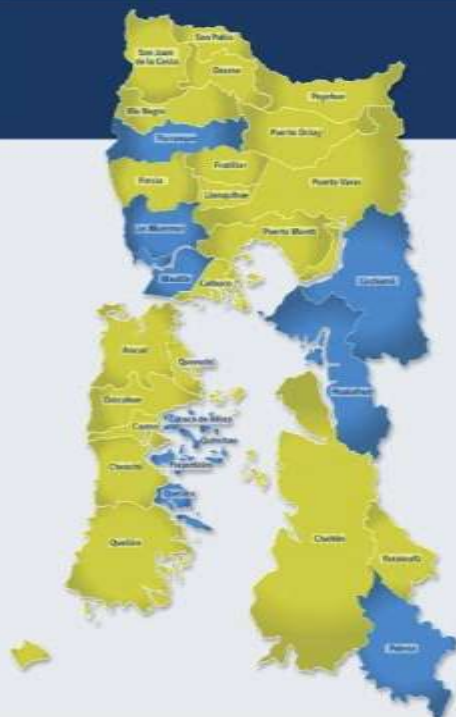 San Pablo
San Juan
de la Costa
Osorno
Puyehue
Río Negro
Purranque
Puerto Octay
Frutillar
Fresia
Puerto Varas
Llanquihue
Los Muermos
Puerto Montt
Cochamó
Maullín
Calbuco
Ancud
Quemchi
Hualaihué
Dalcahue
Curaco de Vélez
Castro
Quinchao
Chonchi
Puqueldón
Queilén
Quellón
Chaitén
Futaleufú
Palena